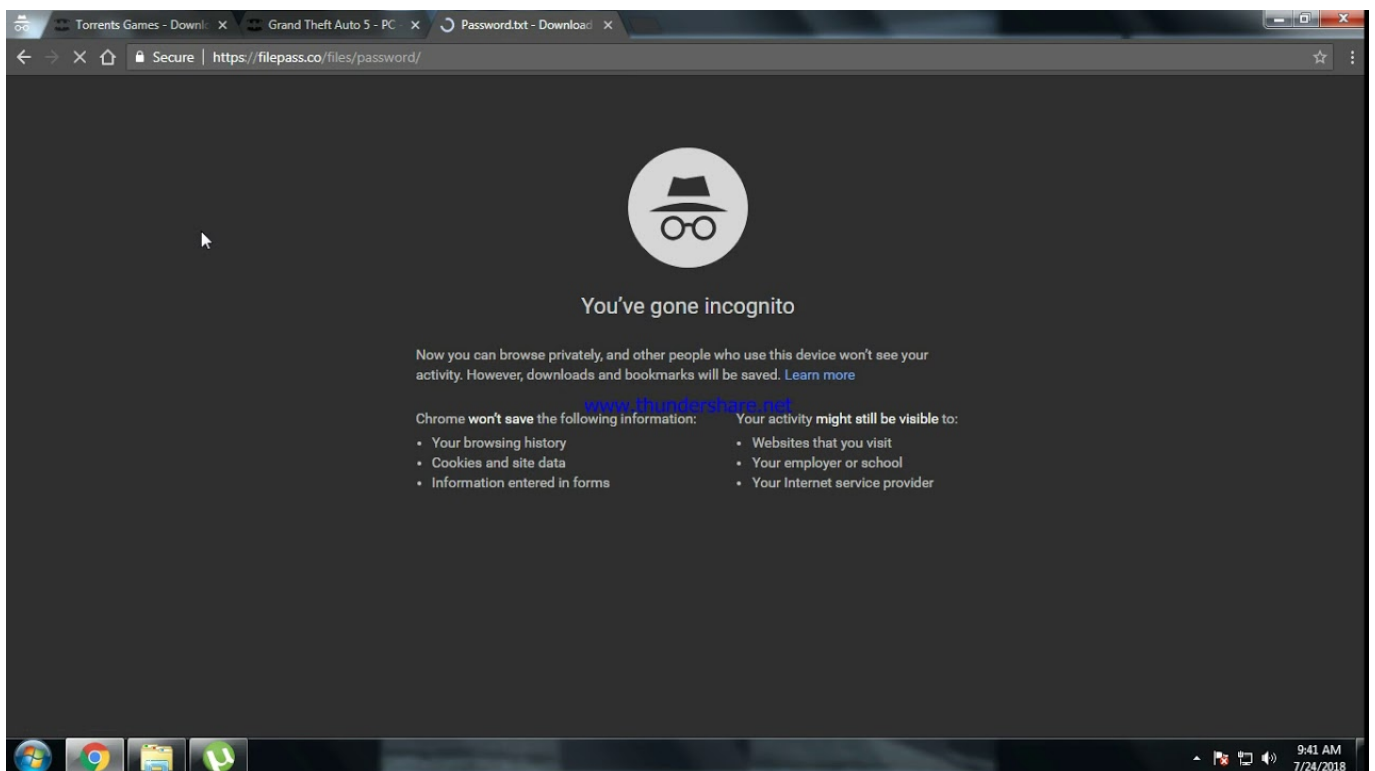 Torrents Games - Downl
Grand Theft Auto 5 - PC -
Password.txt - Download
Secure | https://filepass.co/files/password/
You've gone incognito
Now you can browse privately, and other people who use this device won't see your
activity. However, downloads and bookmarks will be saved. Learn more
www.thundershare.net
Chrome won't save the following information:
Your activity might still be visible to:
• Your browsing history
• Websites that you visit
• Cookies and site data
• Your employer or school
• Information entered in forms
• Your Internet service provider
9:41 AM
7/24/2018